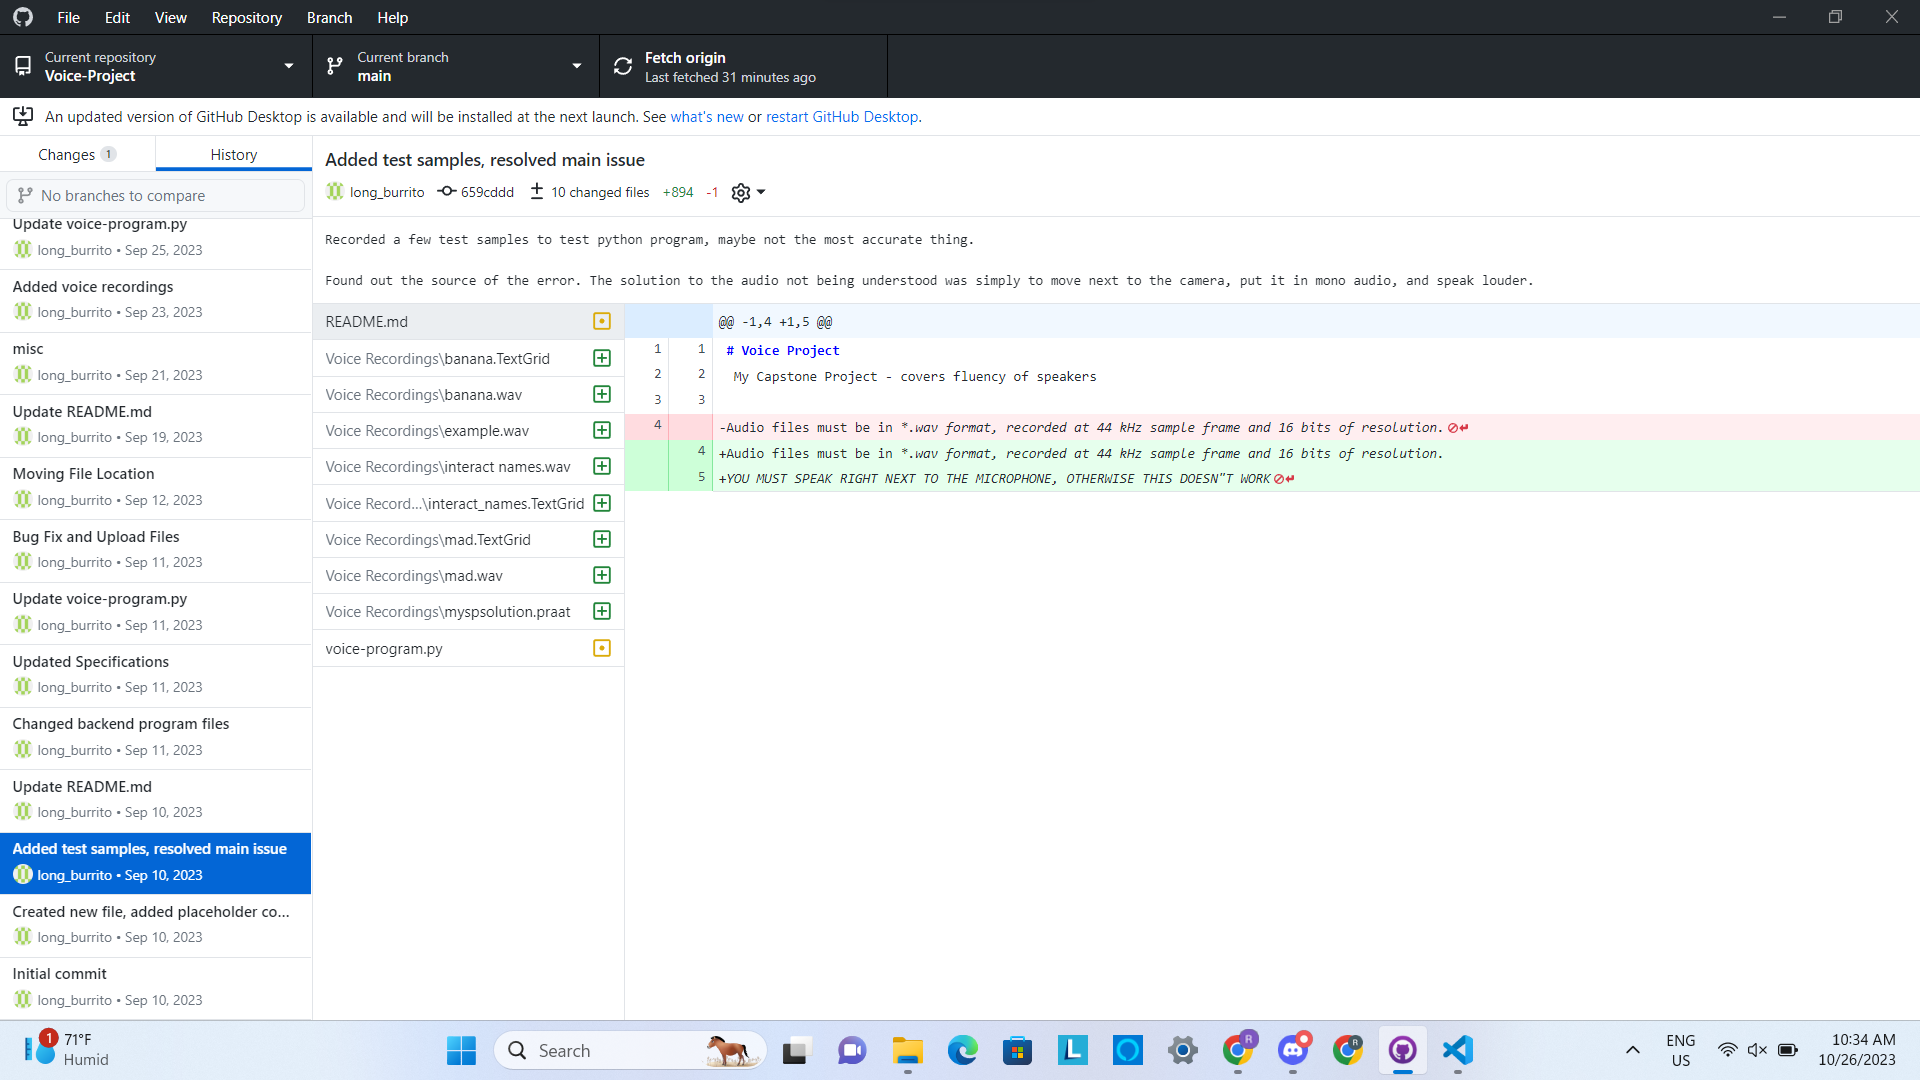 File Edit View Repository Branch Help
Current repository
Voice-Project
Current branch
main
Fetch origin
Last fetched 31 minutes ago
An updated version of GitHub Desktop is available and will be installed at the next launch. See what's new or restart GitHub Desktop.
Changes 1 History
No branches to compare
Update voice-program.py
long_burrito • Sep 25, 2023
Added voice recordings
long_burrito • Sep 23, 2023
misc
long_burrito • Sep 21, 2023
Update README.md
long_burrito • Sep 19, 2023
Moving File Location
long_burrito • Sep 12, 2023
Bug Fix and Upload Files
long_burrito • Sep 11, 2023
Update voice-program.py
long_burrito • Sep 11, 2023
Updated Specifications
long_burrito • Sep 11, 2023
Changed backend program files
long_burrito • Sep 11, 2023
Update README.md
long_burrito • Sep 10, 2023
Added test samples, resolved main issue
long_burrito • Sep 10, 2023
Created new file, added placeholder co...
long_burrito • Sep 10, 2023
Initial commit
long_burrito • Sep 10, 2023
Added test samples, resolved main issue
long_burrito 659cddd 10 changed files +894 -1
Recorded a few test samples to test python program, maybe not the most accurate thing.
Found out the source of the error. The solution to the audio not being understood was simply to move next to the camera, put it in mono audio, and speak louder.
README.md
Voice Recordings\banana.TextGrid
Voice Recordings\banana.wav
Voice Recordings\example.wav
Voice Recordings\interact names.wav
Voice Record...\interact_names.TextGrid
Voice Recordings\mad.TextGrid
Voice Recordings\mad.wav
Voice Recordings\myspsolution.praat
voice-program.py
@@ -1,4 +1,5 @@
1 1 # Voice Project
2 2 My Capstone Project - covers fluency of speakers
3 3
4 -Audio files must be in *.wav format, recorded at 44 kHz sample frame and 16 bits of resolution.
4 +Audio files must be in *.wav format, recorded at 44 kHz sample frame and 16 bits of resolution.
5 +YOU MUST SPEAK RIGHT NEXT TO THE MICROPHONE, OTHERWISE THIS DOESN"T WORK
1
71°F
Humid
Search
L
R
R
ENG
US
10:34 AM
10/26/2023